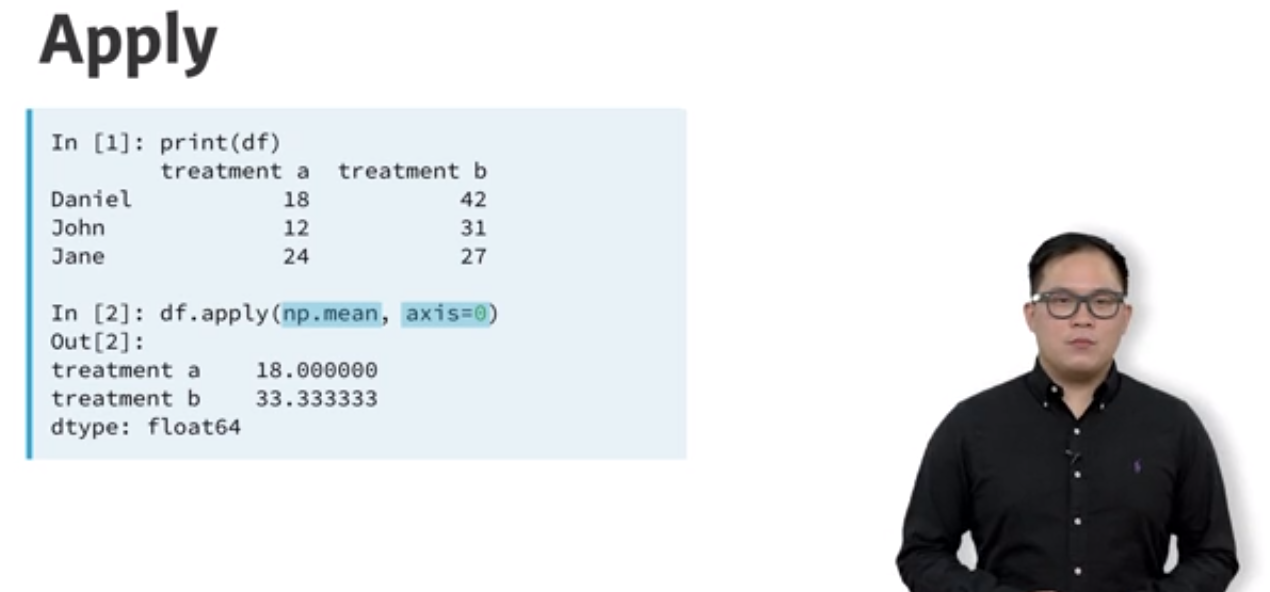 Apply
In [1]: print(df)
treatment a treatment b
Daniel 18 42
John 12 31
Jane 24 27
In [2]: df.apply(np.mean, axis=0)
Out[2]:
treatment a 18.000000
treatment b 33.333333
dtype: float64